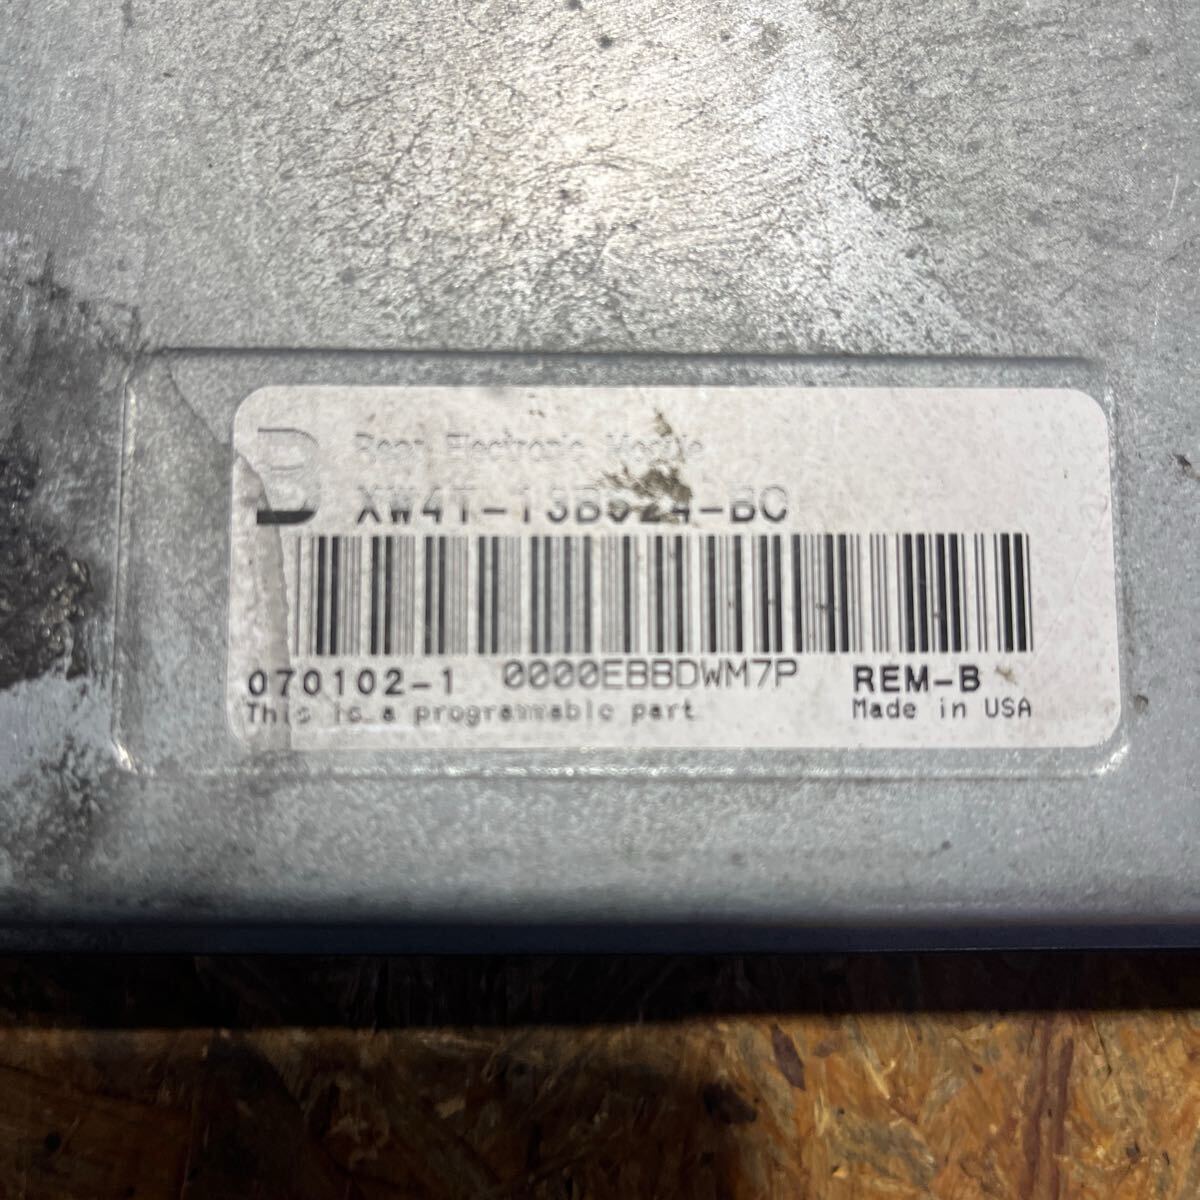 B Rear Electronic Module
XW4T-13B524-BC
070102-1 0000EBBDWM7P REM-B
This is a programmable part Made in USA